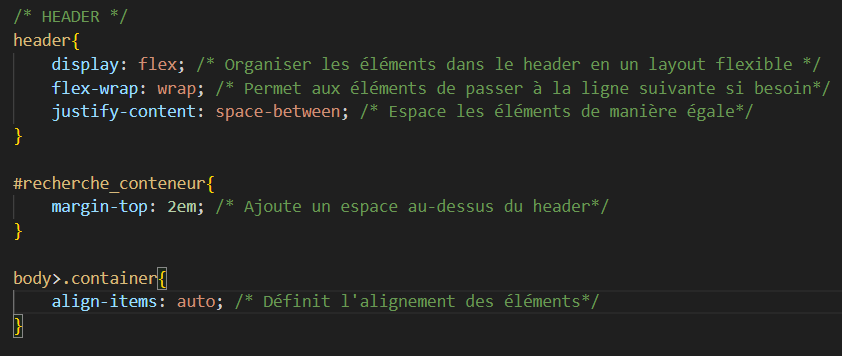 /* HEADER */
header{
display: flex; /* Organiser les éléments dans le header en un layout flexible */
flex-wrap: wrap; /* Permet aux éléments de passer à la ligne suivante si besoin*/
justify-content: space-between; /* Espace les éléments de manière égale*/
}
#recherche_conteneur{
margin-top: 2em; /* Ajoute un espace au-dessus du header*/
}
body>.container{
align-items: auto; /* Définit l'alignement des éléments*/
}